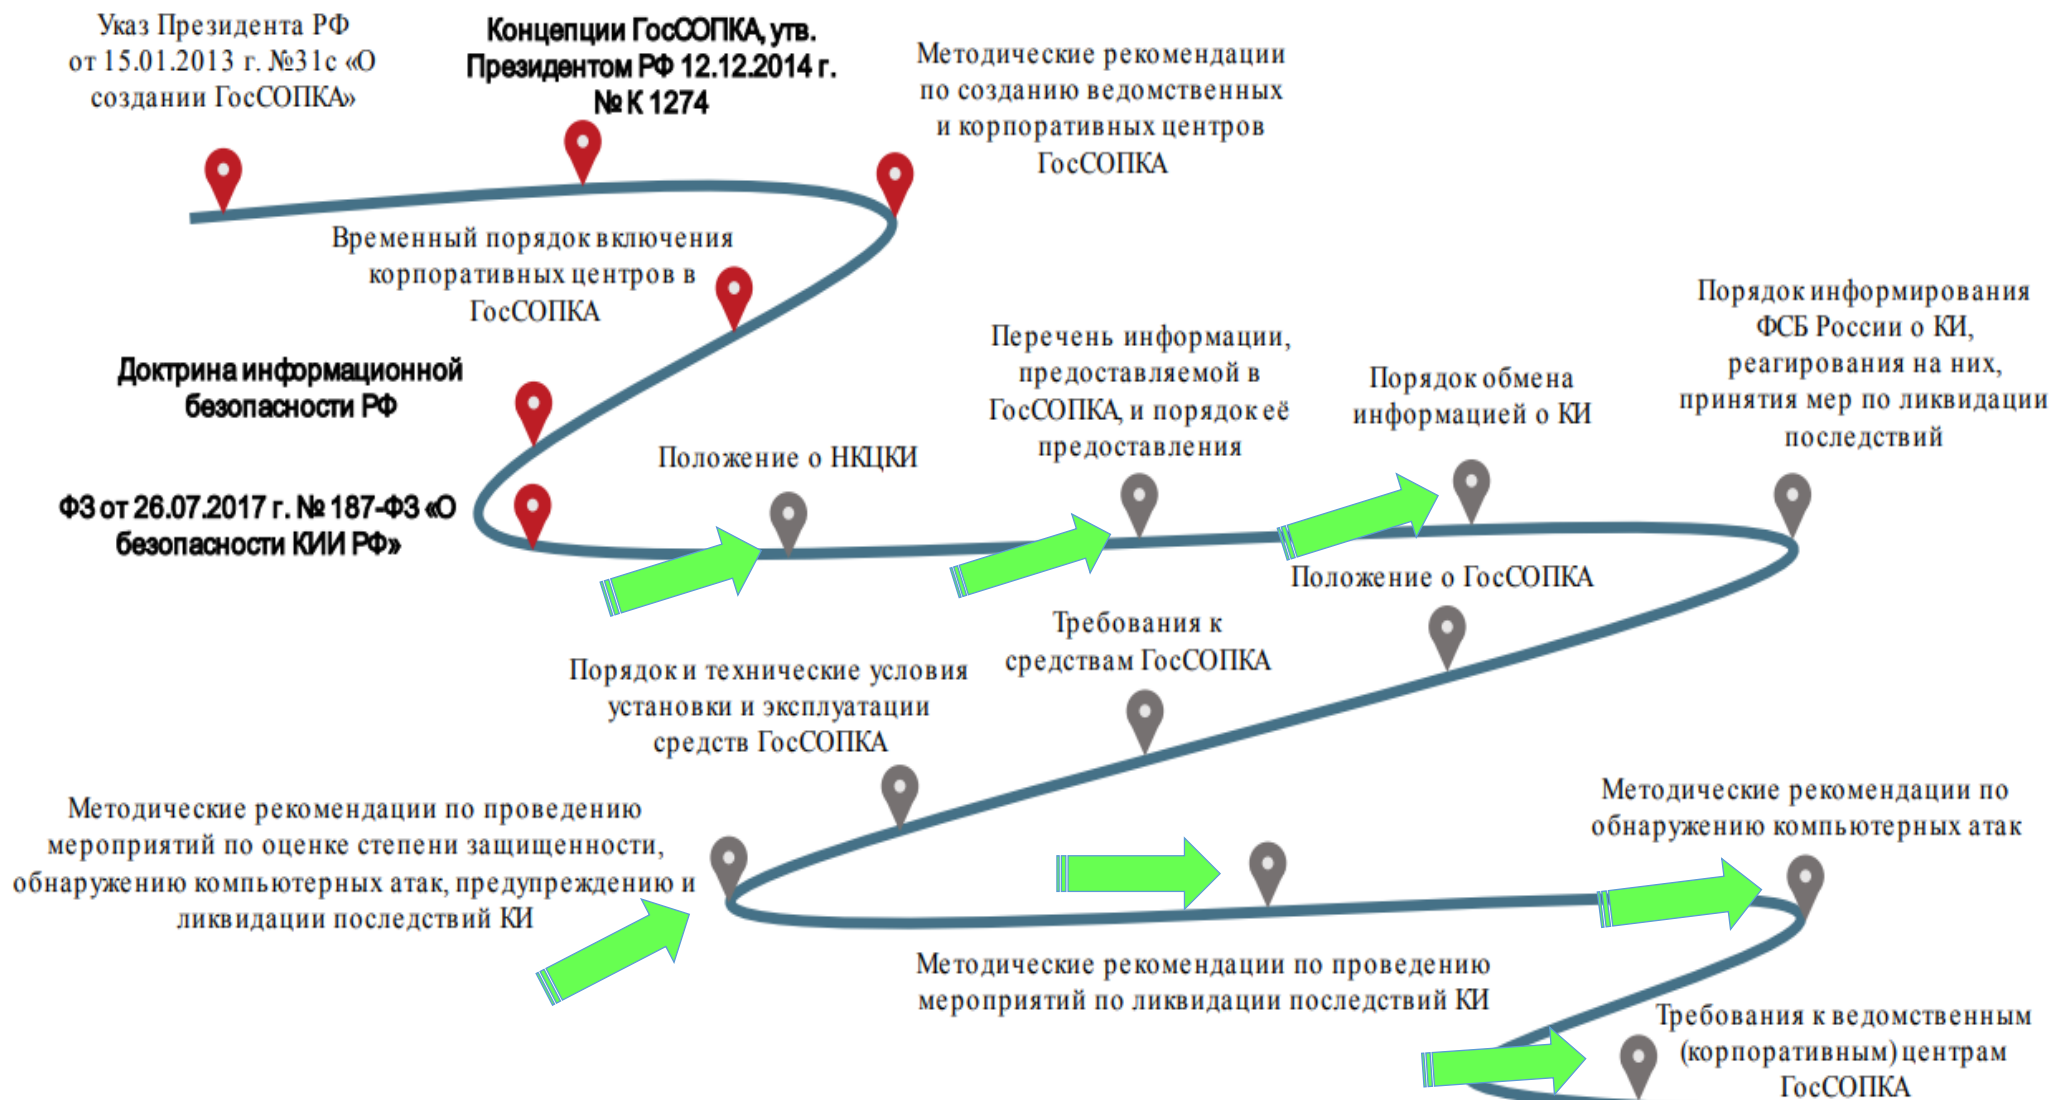 Указ Президента РФ
от 15.01.2013 г. №31с «О
создании ГосСОПКА»
Концепции ГосСОПКА, утв.
Президентом РФ 12.12.2014 г.
№ К 1274
Методические рекомендации
по созданию ведомственных
и корпоративных центров
ГосСОПКА
Временный порядок включения
корпоративных центров в
ГосСОПКА
Доктрина информационной
безопасности РФ
ФЗ от 26.07.2017 г. № 187-ФЗ «О
безопасности КИИ РФ»
Положение о НКЦКИ
Перечень информации,
предоставляемой в
ГосСОПКА, и порядок её
предоставления
Порядок обмена
информацией о КИ
Порядок информирования
ФСБ России о КИ,
реагирования на них,
принятия мер по ликвидации
последствий
Положение о ГосСОПКА
Требования к
средствам ГосСОПКА
Порядок и технические условия
установки и эксплуатации
средств ГосСОПКА
Методические рекомендации по проведению
мероприятий по оценке степени защищенности,
обнаружению компьютерных атак, предупреждению и
ликвидации последствий КИ
Методические рекомендации по проведению
мероприятий по ликвидации последствий КИ
Методические рекомендации по
обнаружению компьютерных атак
Требования к ведомственным
(корпоративным) центрам
ГосСОПКА